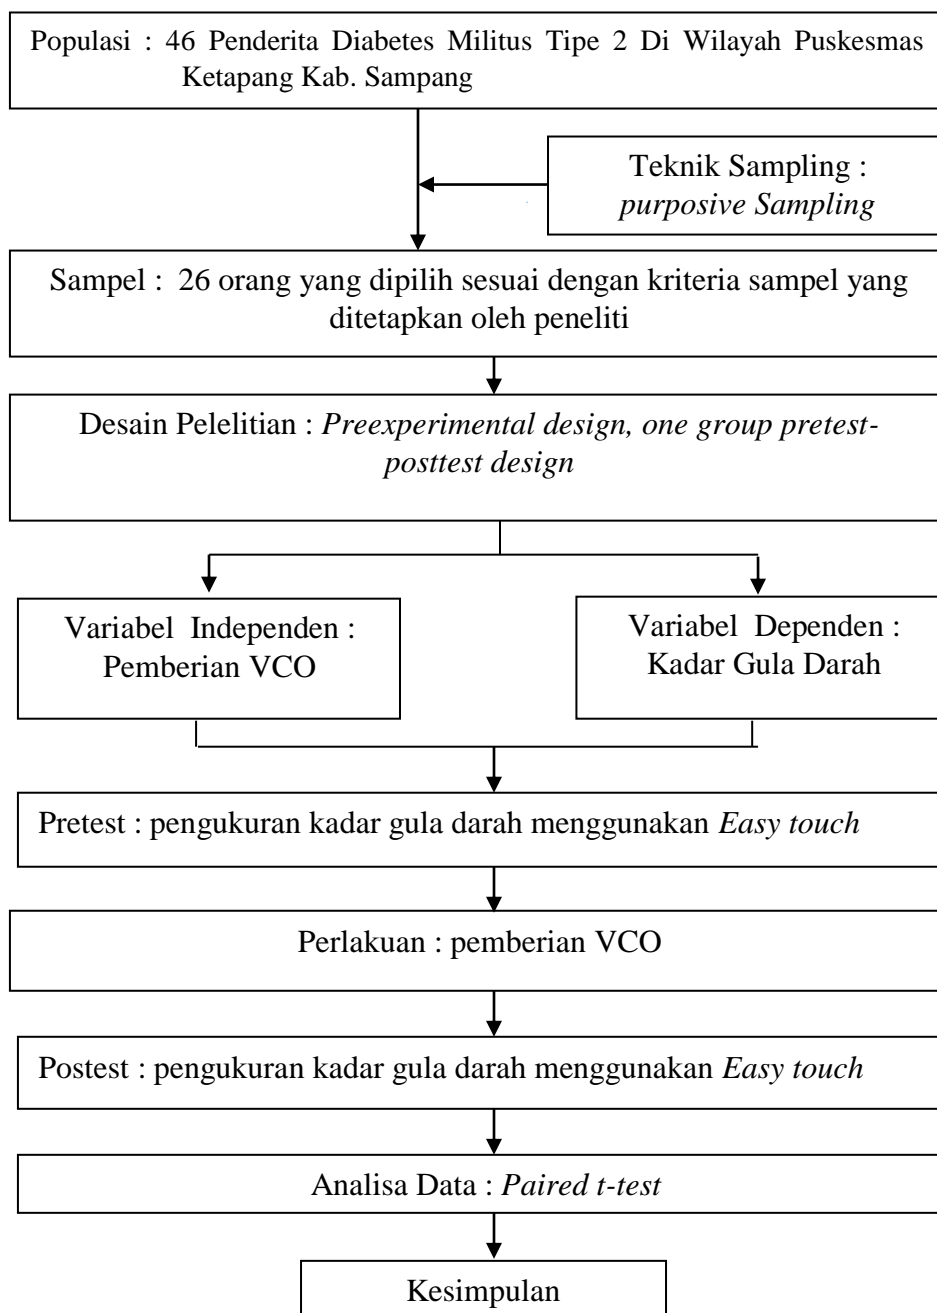 Populasi : 46 Penderita Diabetes Militus Tipe 2 Di Wilayah Puskesmas
Ketapang Kab. Sampang
Teknik Sampling :
purposive Sampling
Sampel : 26 orang yang dipilih sesuai dengan kriteria sampel yang
ditetapkan oleh peneliti
Desain Pelelitian : Preexperimental design, one group pretest-
posttest design
Variabel Independen :
Pemberian VCO
Variabel Dependen :
Kadar Gula Darah
Pretest : pengukuran kadar gula darah menggunakan Easy touch
Perlakuan : pemberian VCO
Postest : pengukuran kadar gula darah menggunakan Easy touch
Analisa Data : Paired t-test
Kesimpulan